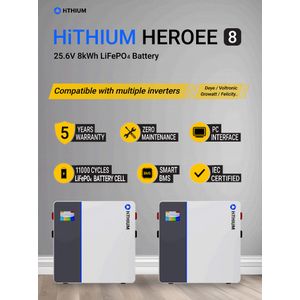 HiTHIUM
HiTHIUM HEROEE 8
25.6V 8kWh LiFePO₄ Battery
Compatible with multiple inverters
Deye / Voltronic
Growatt / Felicity..
5 YEARS WARRANTY
ZERO MAINTENANCE
PC INTERFACE
11000 CYCLES
LiFePO₄ BATTERY CELL
BMS
SMART BMS
IEC CERTIFIED
HiTHIUM
HiTHIUM